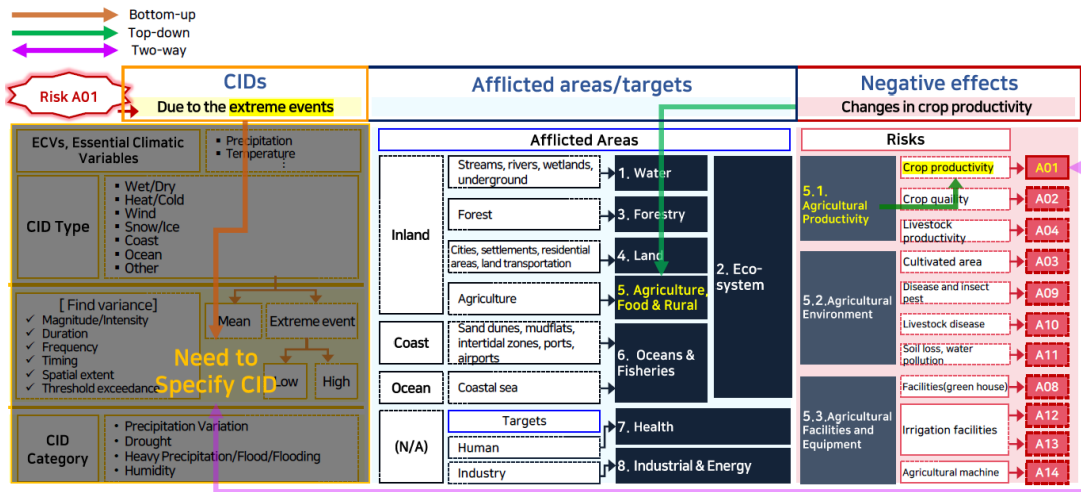 Bottom-up
Top-down
Two-way
Risk A01
CIDs
Due to the extreme events
Afflicted areas/targets
Negative effects
Changes in crop productivity
ECVs, Essential Climatic
Variables
▪ Precipitation
▪ Temperature
⋮
CID Type
▪ Wet/Dry
▪ Heat/Cold
▪ Wind
▪ Snow/Ice
▪ Coast
▪ Ocean
▪ Other
[ Find variance]
✓ Magnitude/Intensity
✓ Duration
✓ Frequency
✓ Timing
✓ Spatial extent
✓ Threshold exceedance
Mean
Extreme event
Low
High
Need to
Specify CID
CID
Category
• Precipitation Variation
• Drought
• Heavy Precipitation/Flood/Flooding
• Humidity
Afflicted Areas
Inland
Streams, rivers, wetlands,
underground
1. Water
Forest
3. Forestry
Cities, settlements, residential
areas, land transportation
4. Land
Agriculture
5. Agriculture,
Food & Rural
2. Eco-
system
Coast
Sand dunes, mudflats,
intertidal zones, ports,
airports
6. Oceans &
Fisheries
Ocean
Coastal sea
(N/A)
Targets
Human
7. Health
Industry
8. Industrial & Energy
Risks
5.1.
Agricultural
Productivity
Crop productivity
A01
Crop quaility
A02
Livestock
productivity
A04
5.2.Agricultural
Environment
Cultivated area
A03
Disease and insect
pest
A09
Livestock disease
A10
Soil loss, water
pollution
A11
5.3.Agricultural
Facilities and
Equipment
Facilities(green house)
A08
Irrigation facilities
A12
A13
Agricultural machine
A14